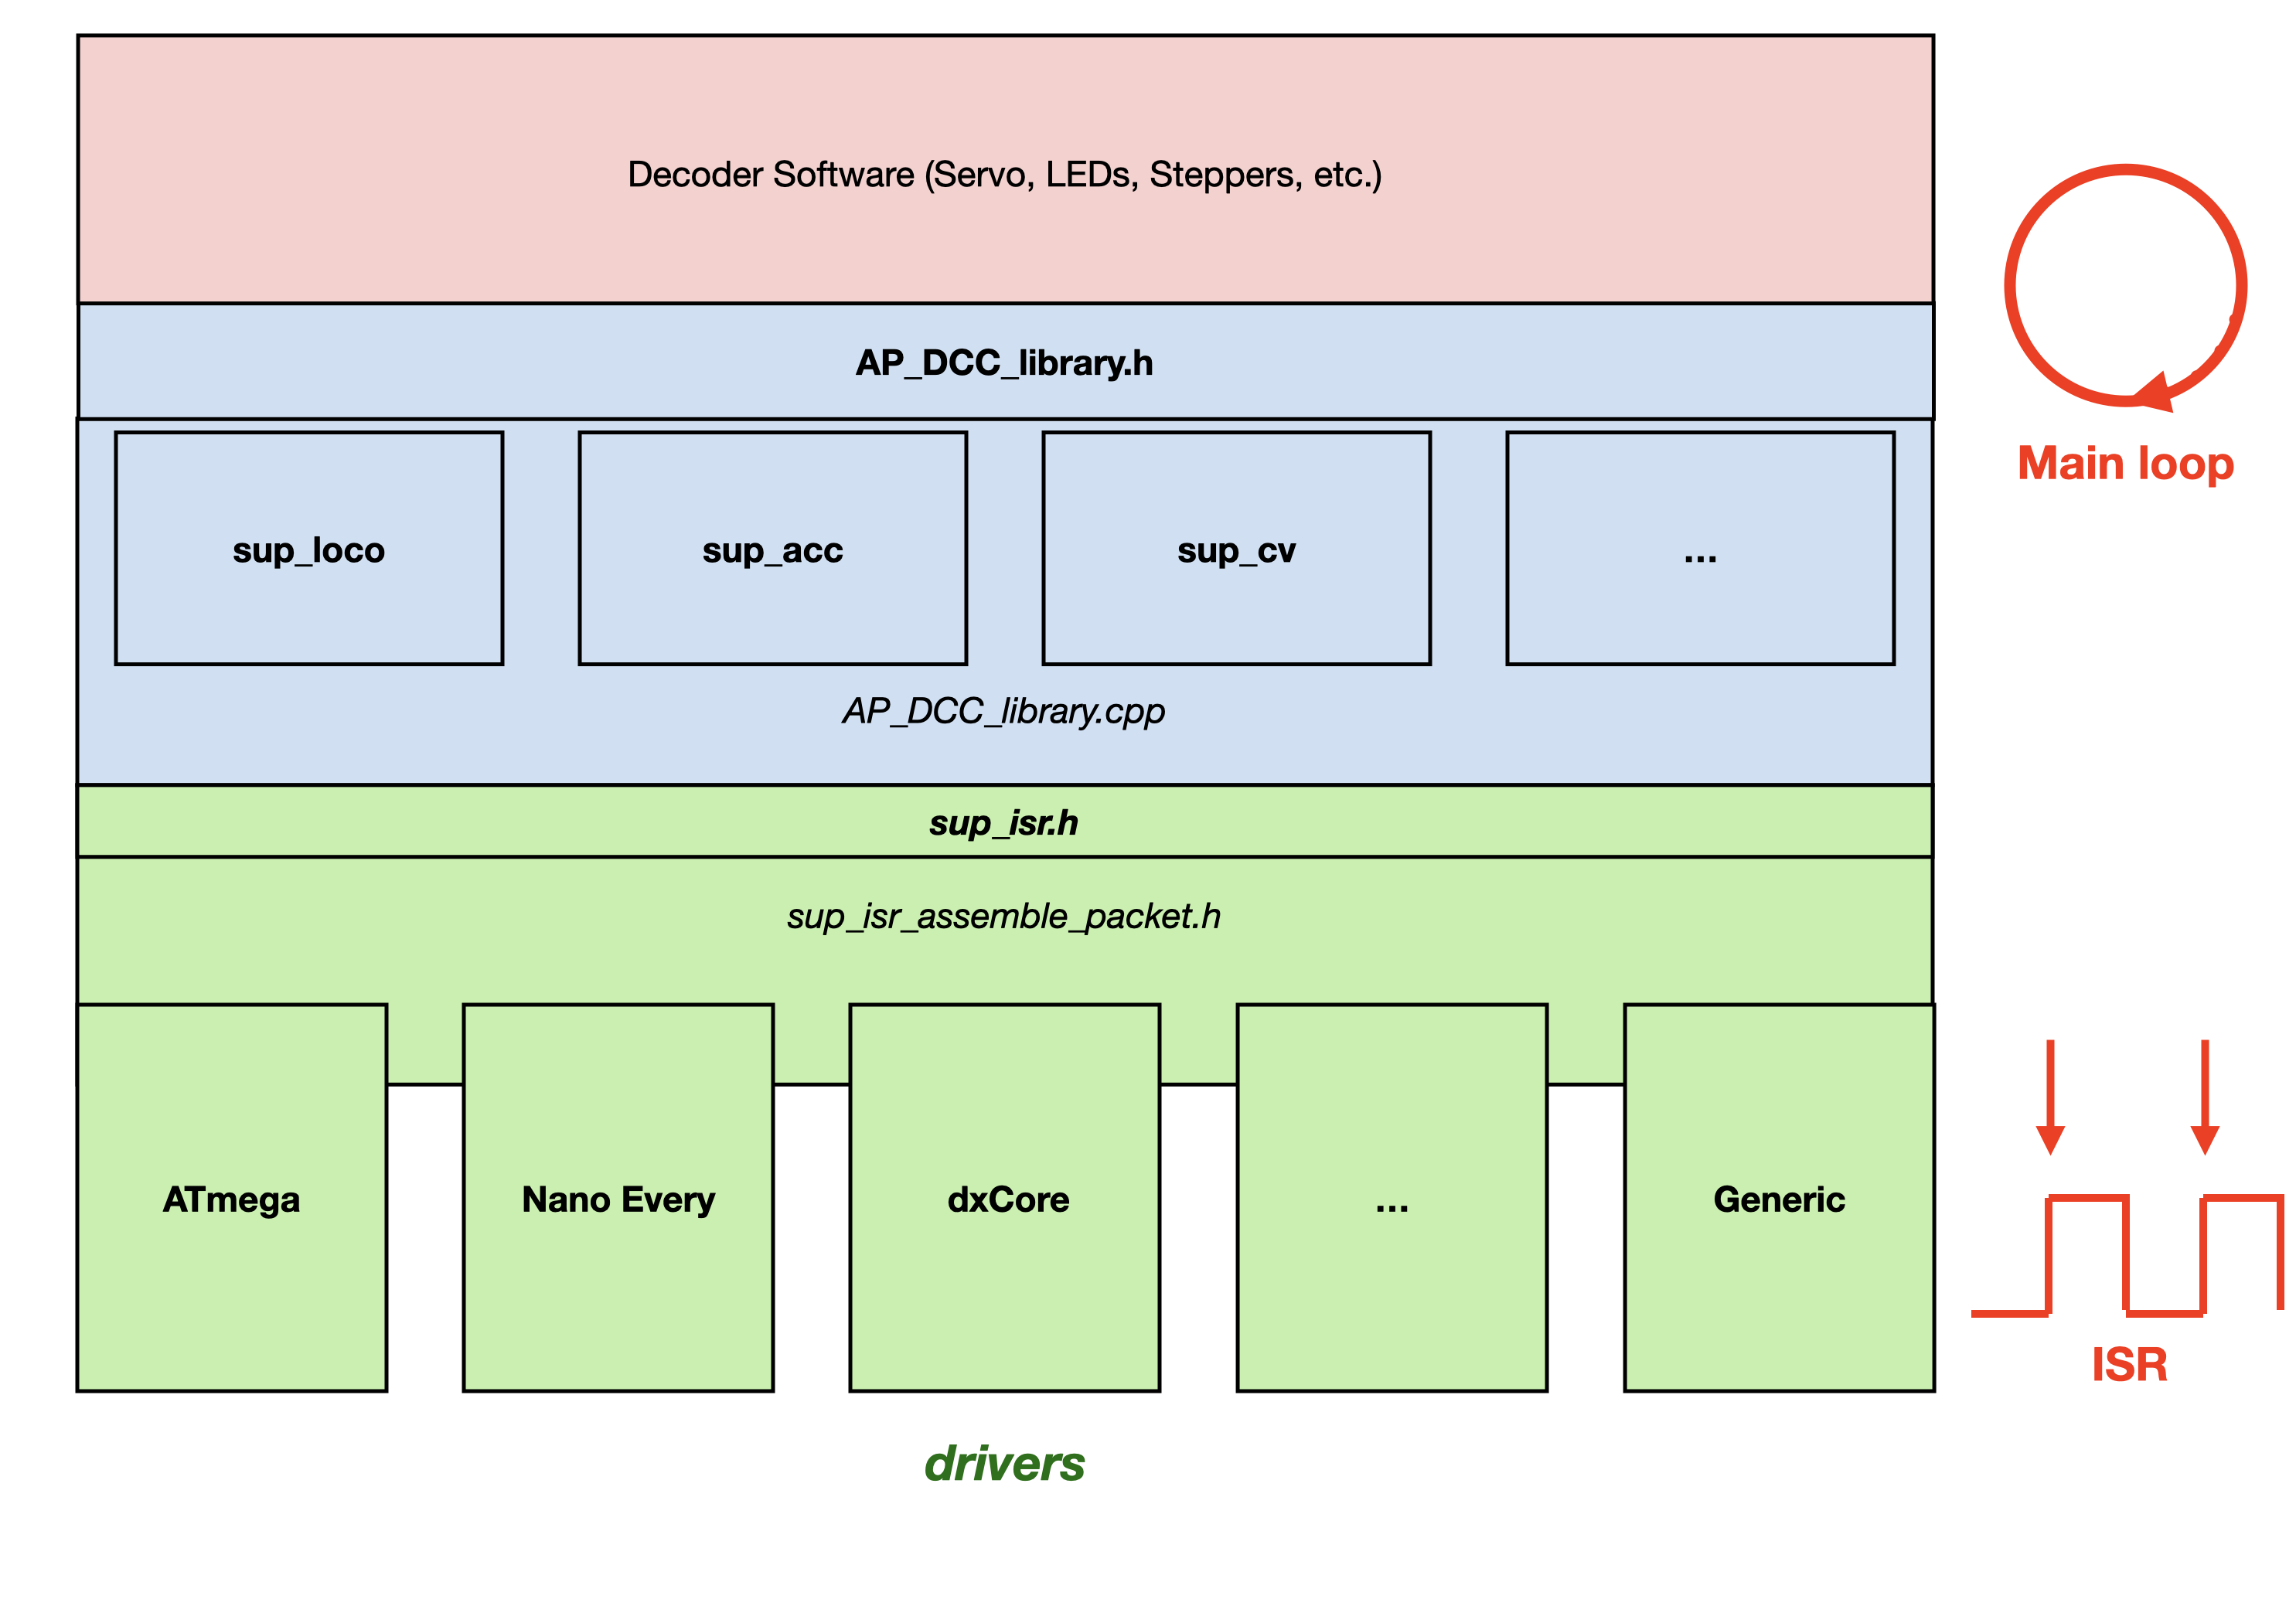 Decoder Software (Servo, LEDs, Steppers, etc.)
AP_DCC_library.h
Main loop
sup_loco
sup_acc
sup_cv
...
AP_DCC_library.cpp
sup_isr.h
sup_isr_assemble_packet.h
ATmega
Nano Every
dxCore
...
Generic
ISR
drivers